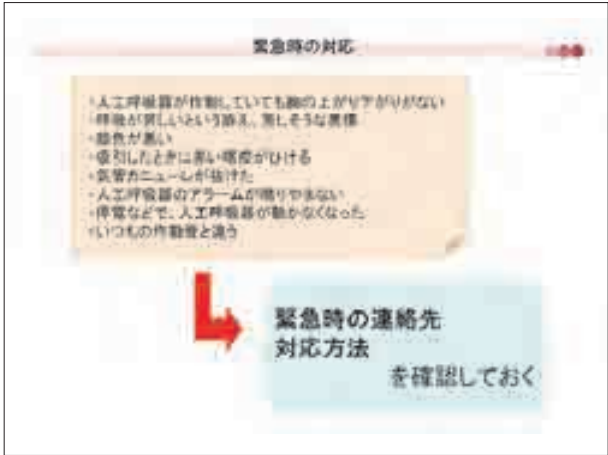 緊急時の対応
・人工呼吸器が作動していても胸の上がり下がりがない
・呼吸が苦しいという訴え、苦しそうな表情
・顔色が悪い
・吸引したときに赤い喀痰がひける
・気管カニューレが抜けた
・人工呼吸器のアラームが鳴りやまない
・停電などで、人工呼吸器が動かなくなった
・いつもの作動音と違う
緊急時の連絡先
対応方法
を確認しておく